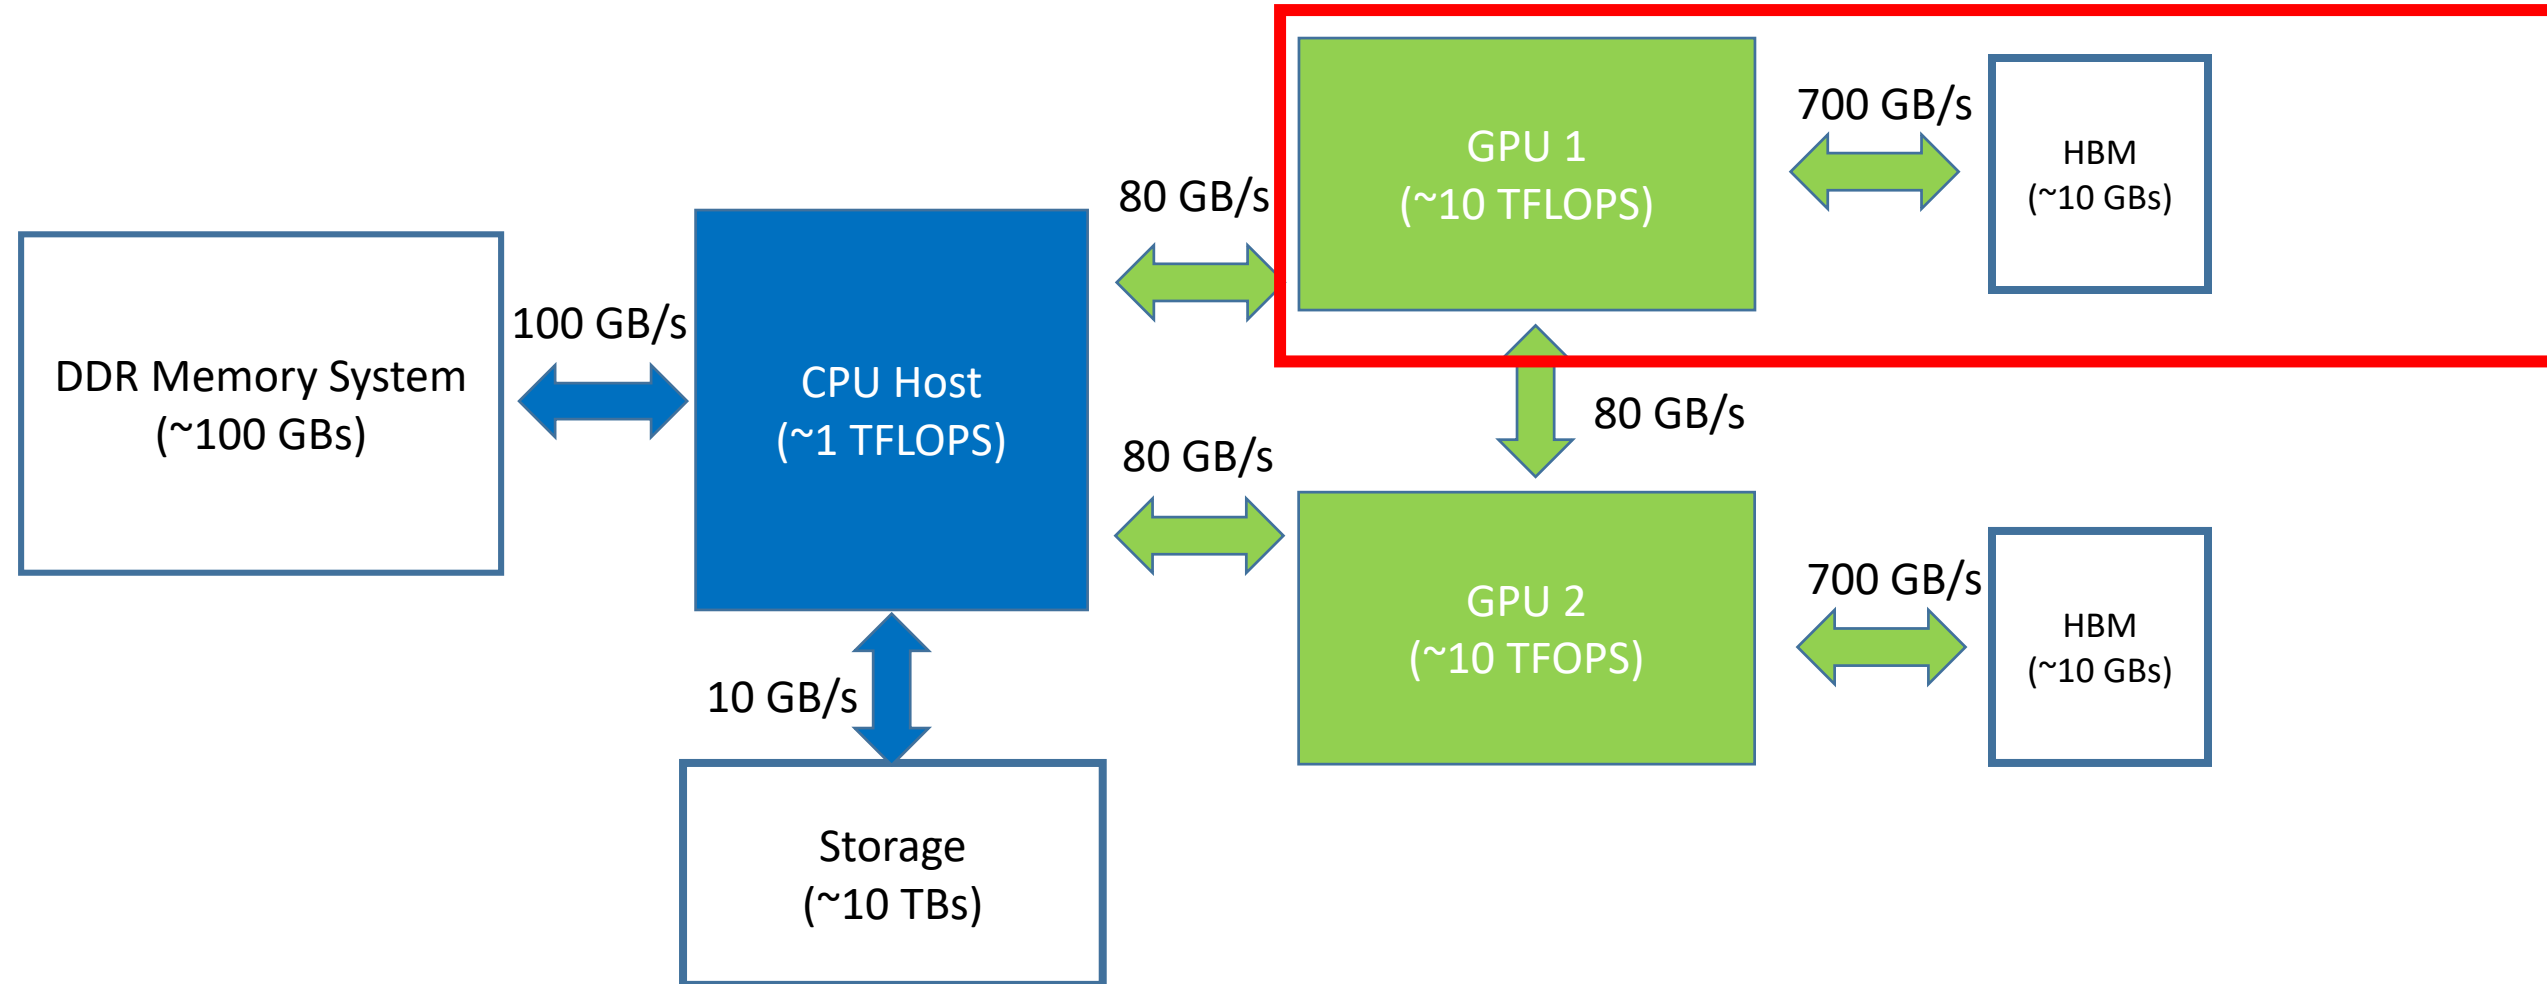 DDR Memory System
(~100 GBs)
100 GB/s
CPU Host
(~1 TFLOPS)
10 GB/s
Storage
(~10 TBs)
80 GB/s
GPU 1
(~10 TFLOPS)
700 GB/s
HBM
(~10 GBs)
80 GB/s
80 GB/s
GPU 2
(~10 TFOPS)
700 GB/s
HBM
(~10 GBs)